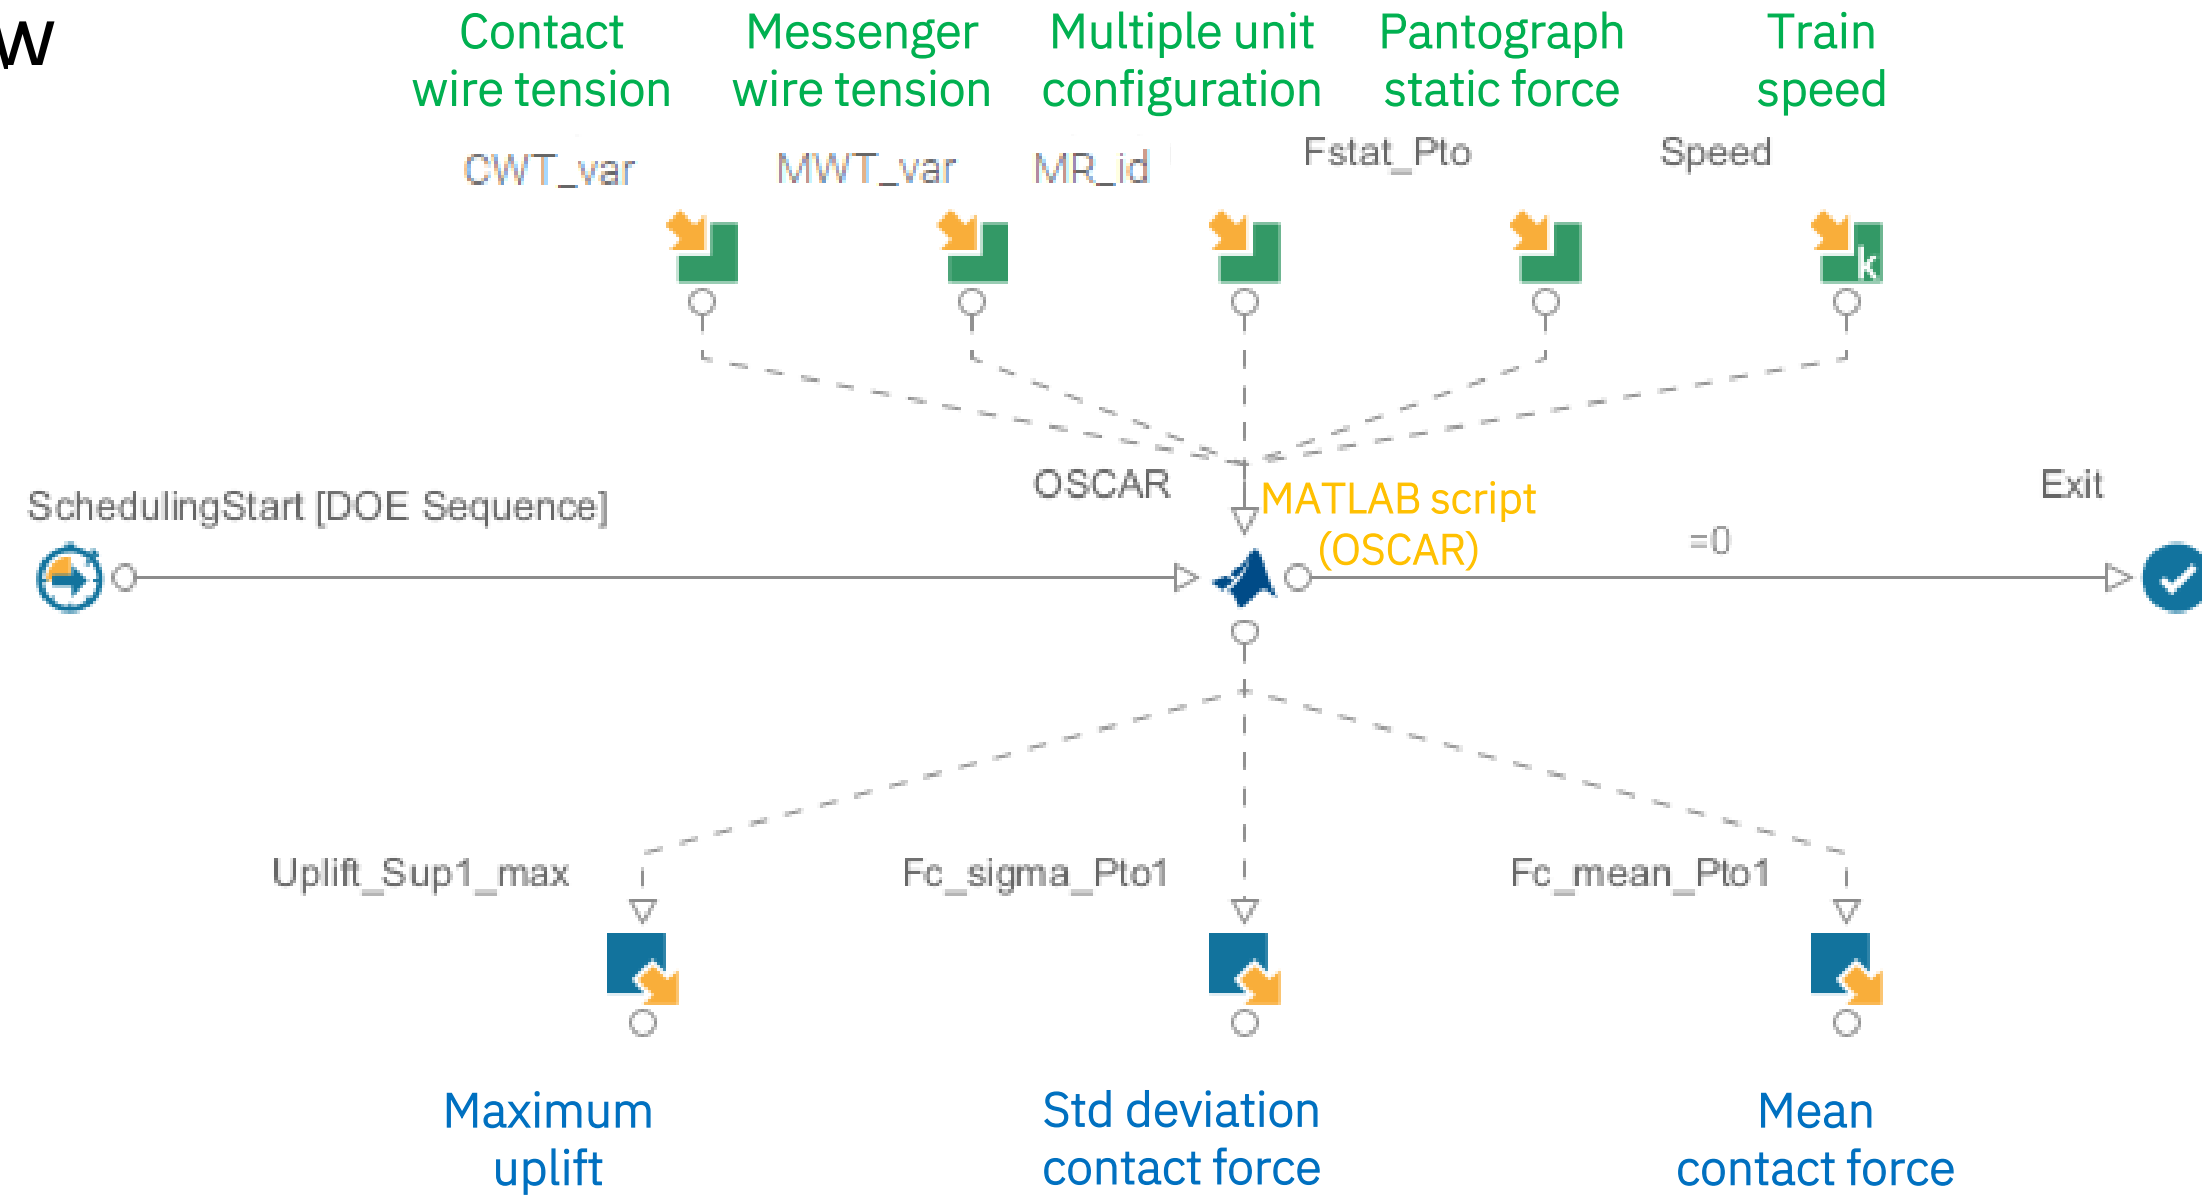 w
Contact
wire tension
Messenger
wire tension
Multiple unit
configuration
Pantograph
static force
Train
speed
CWT_var
MWT_var
MR_id
Fstat_Pto
Speed
k
OSCAR
MATLAB script
(OSCAR)
Exit
SchedulingStart [DOE Sequence]
=0
Uplift_Sup1_max
Fc_sigma_Pto1
Fc_mean_Pto1
Maximum
uplift
Std deviation
contact force
Mean
contact force